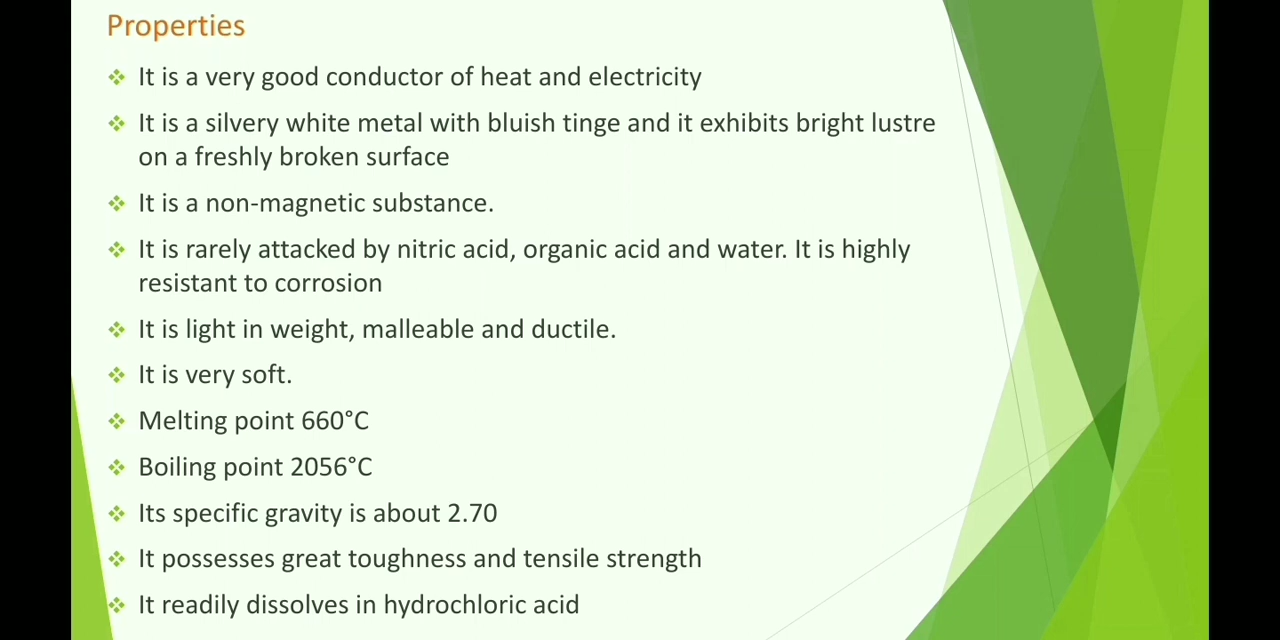 Properties
It is a very good conductor of heat and electricity
It is a silvery white metal with bluish tinge and it exhibits bright lustre
on a freshly broken surface
It is a non-magnetic substance.
It is rarely attacked by nitric acid, organic acid and water. It is highly
resistant to corrosion
It is light in weight, malleable and ductile.
It is very soft.
Melting point 660°C
Boiling point 2056°C
Its specific gravity is about 2.70
It possesses great toughness and tensile strength
It readily dissolves in hydrochloric acid